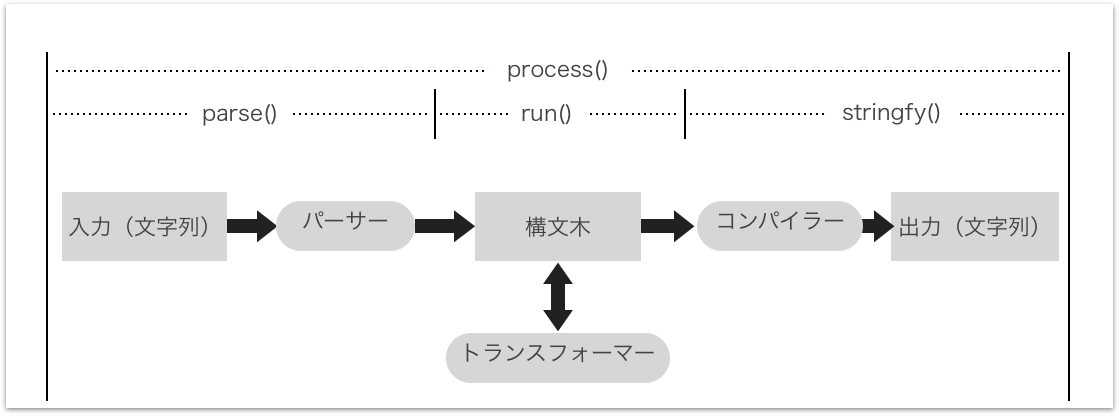 process()
parse()
run()
stringfy()
入力（文字列）
パーサー
構文木
コンパイラー
出力（文字列）
トランスフォーマー